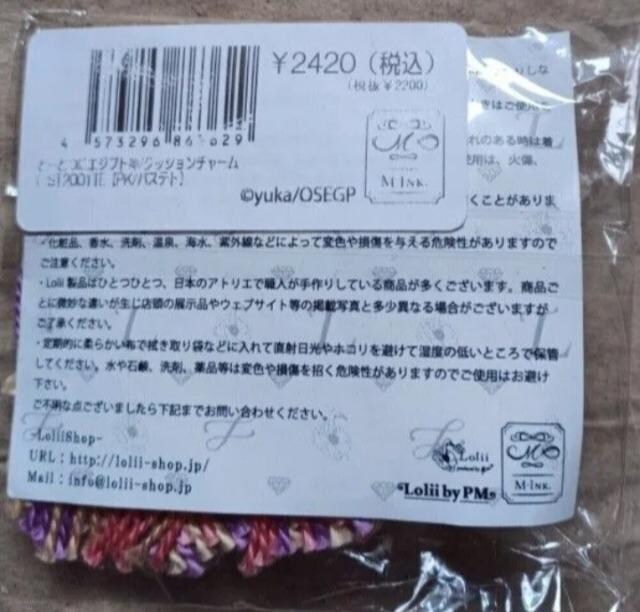 ¥2420（税込）
（税抜¥2200）
4 573296 86 029
とーとつにエジプト神/クッションチャーム
【PK/バステト】
©yuka/OSEGP
M·INK.
・化粧品、香水、洗剤、温泉、海水、紫外線などによって変色や損傷を与える危険性がありますので
ご注意ください。
・Lolii 製品はひとつひとつ、日本のアトリエで職人が手作りしている商品が多くございます。商品ご
とに微妙な違いが生じ店頭の展示品やウェブサイト等の掲載写真と多少異なる場合がございますが
ご了承ください。
・定期的に柔らかい布で拭き取り袋などに入れて直射日光やホコリを避けて湿度の低いところで保管
してください。水や石鹸、洗剤、薬品等は変色や損傷を招く危険性がありますのでご使用はお避け
下さい。
ご不明な点ございましたら下記までお問い合わせください。
-LoliiShop-
URL：http://lolii-shop.jp/
Mail：info@lolii-shop.jp
Lolii
Lolii by PM
M·INK.